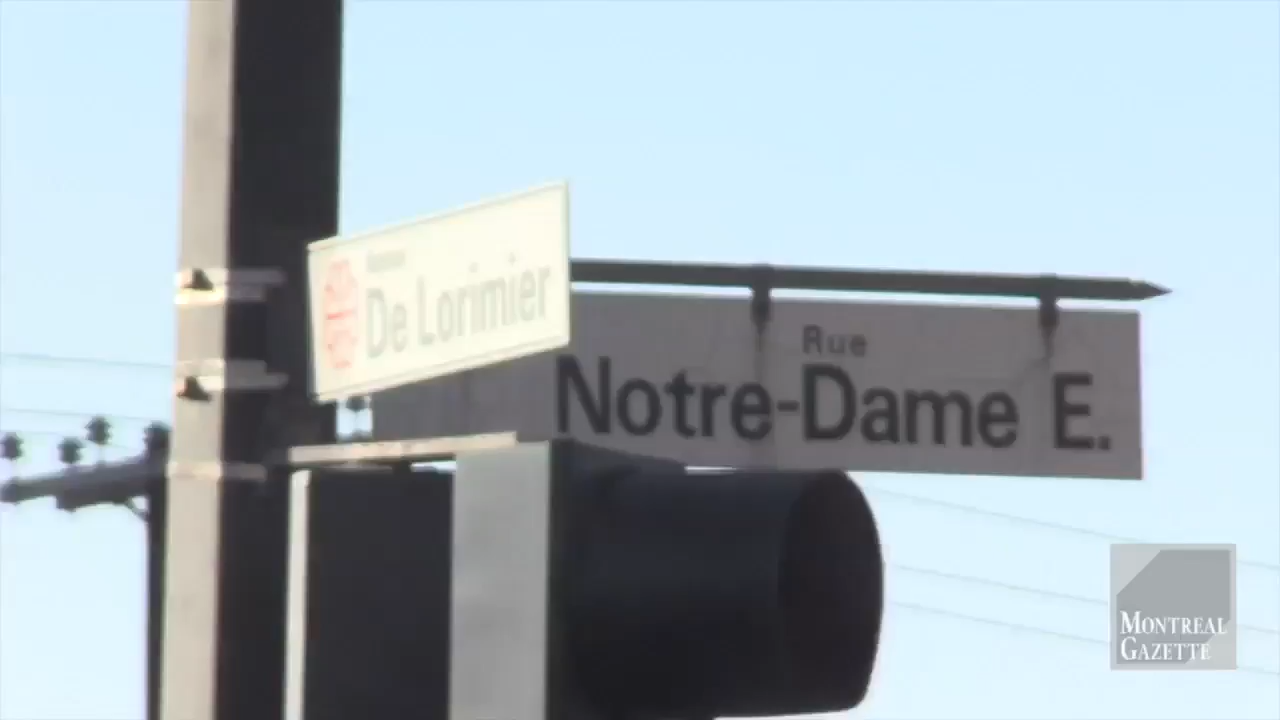 De Lorimier
Rue
Notre-Dame E.
MONTREAL
GAZETTE